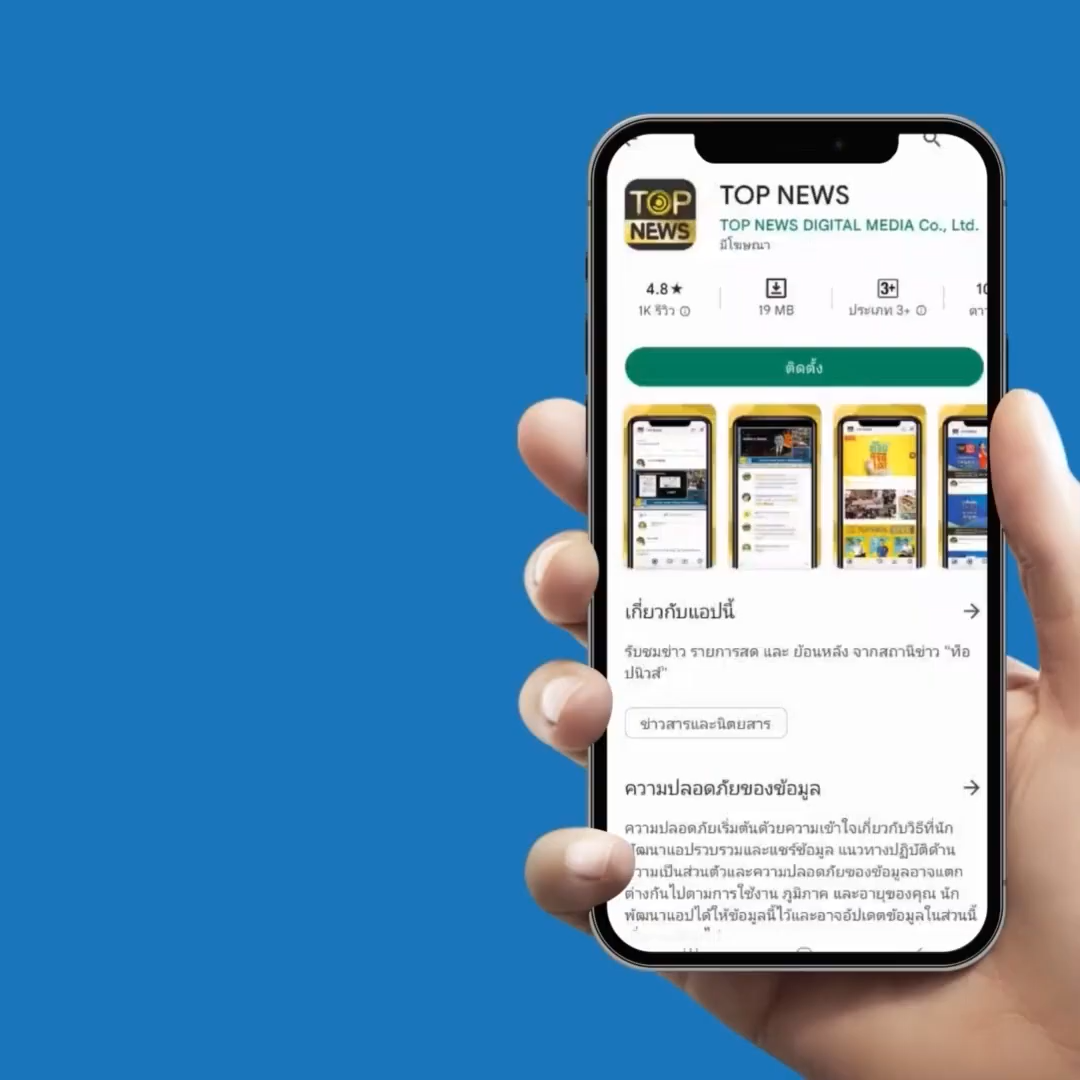 TOP
NEWS
TOP NEWS
TOP NEWS DIGITAL MEDIA Co., Ltd.
มีโฆษณา
4.8★
1K รีวิว
19 MB
3+
ประเภท 3+
10
ติดตั้ง
เกี่ยวกับแอปนี้
รับชมข่าว รายการสด และ ย้อนหลัง จากสถานีข่าว "ท็อ
ปนิวส์"
ข่าวสารและนิตยสาร
ความปลอดภัยของข้อมูล
ความปลอดภัยเริ่มต้นด้วยความเข้าใจเกี่ยวกับวิธีที่นัก
พัฒนาแอปรวบรวมและแชร์ข้อมูล แนวทางปฏิบัติด้าน
ความเป็นส่วนตัวและความปลอดภัยของข้อมูลอาจแตก
ต่างกันไปตามการใช้งาน ภูมิภาค และอายุของคุณ นัก
พัฒนาแอปได้ให้ข้อมูลนี้ไว้และอาจอัปเดตข้อมูลในส่วนนี้